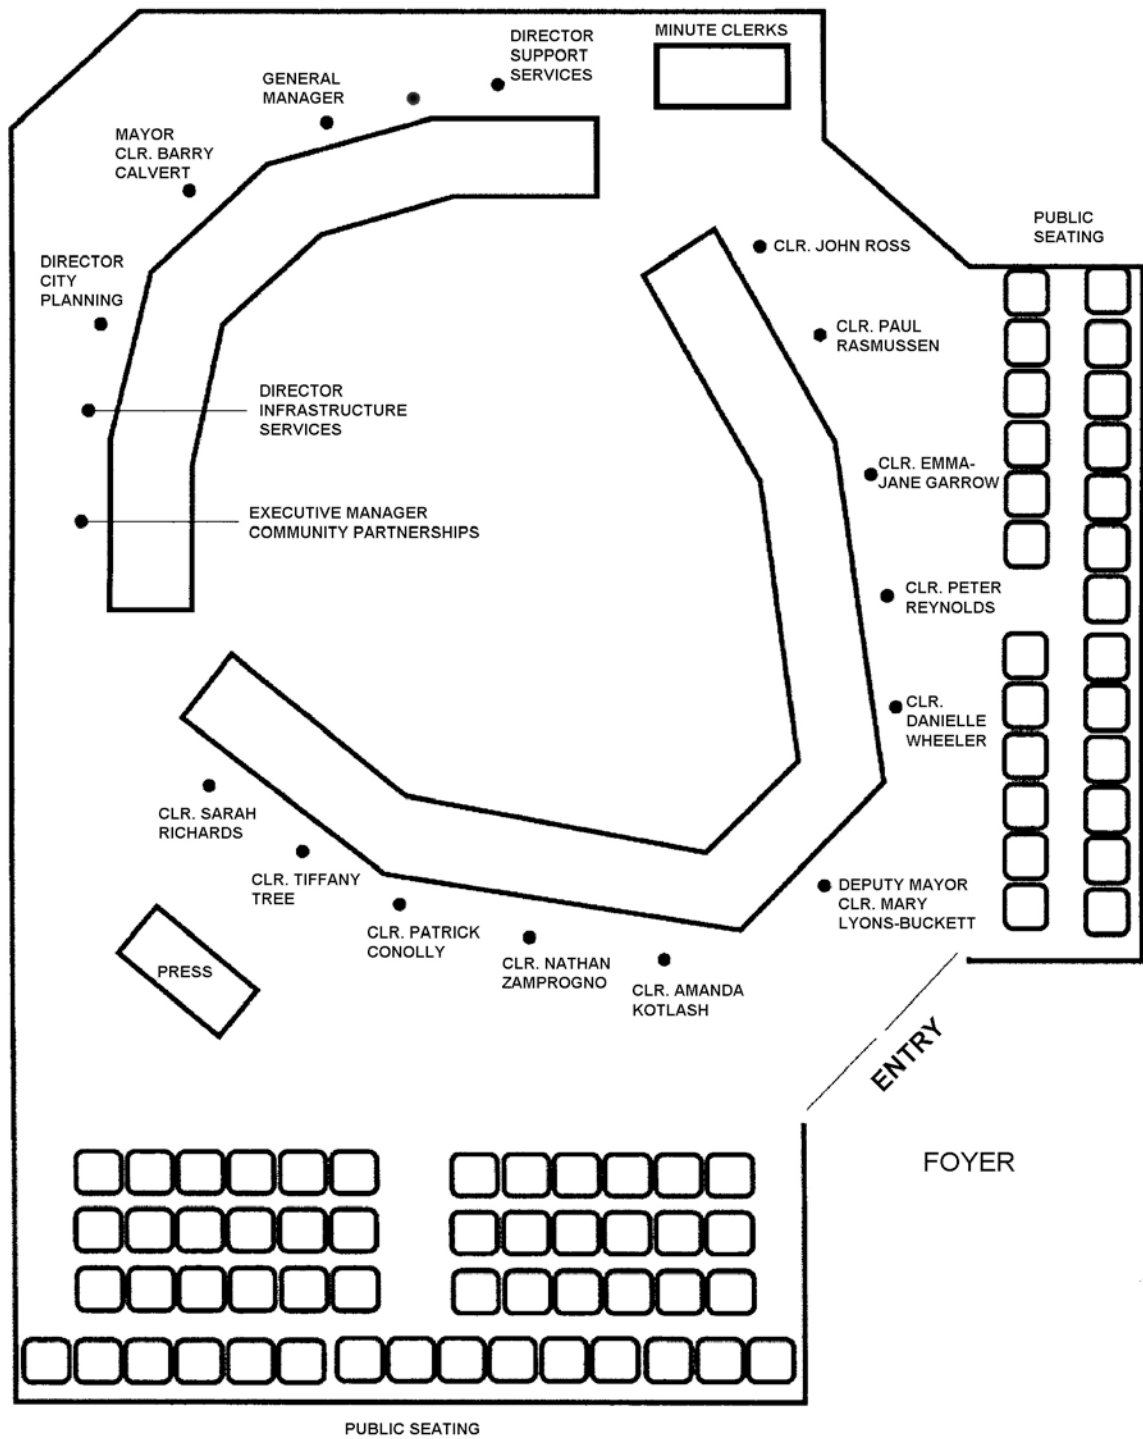 MINUTE CLERKS
DIRECTOR
SUPPORT
SERVICES
GENERAL
MANAGER
MAYOR
CLR. BARRY
CALVERT
DIRECTOR
CITY
PLANNING
DIRECTOR
INFRASTRUCTURE
SERVICES
EXECUTIVE MANAGER
COMMUNITY PARTNERSHIPS
PUBLIC
SEATING
CLR. JOHN ROSS
CLR. PAUL
RASMUSSEN
CLR. EMMA-
JANE GARROW
CLR. PETER
REYNOLDS
CLR.
DANIELLE
WHEELER
DEPUTY MAYOR
CLR. MARY
LYONS-BUCKETT
CLR. SARAH
RICHARDS
CLR. TIFFANY
TREE
CLR. PATRICK
CONOLLY
CLR. NATHAN
ZAMPROGNO
CLR. AMANDA
KOTLASH
PRESS
ENTRY
FOYER
PUBLIC SEATING